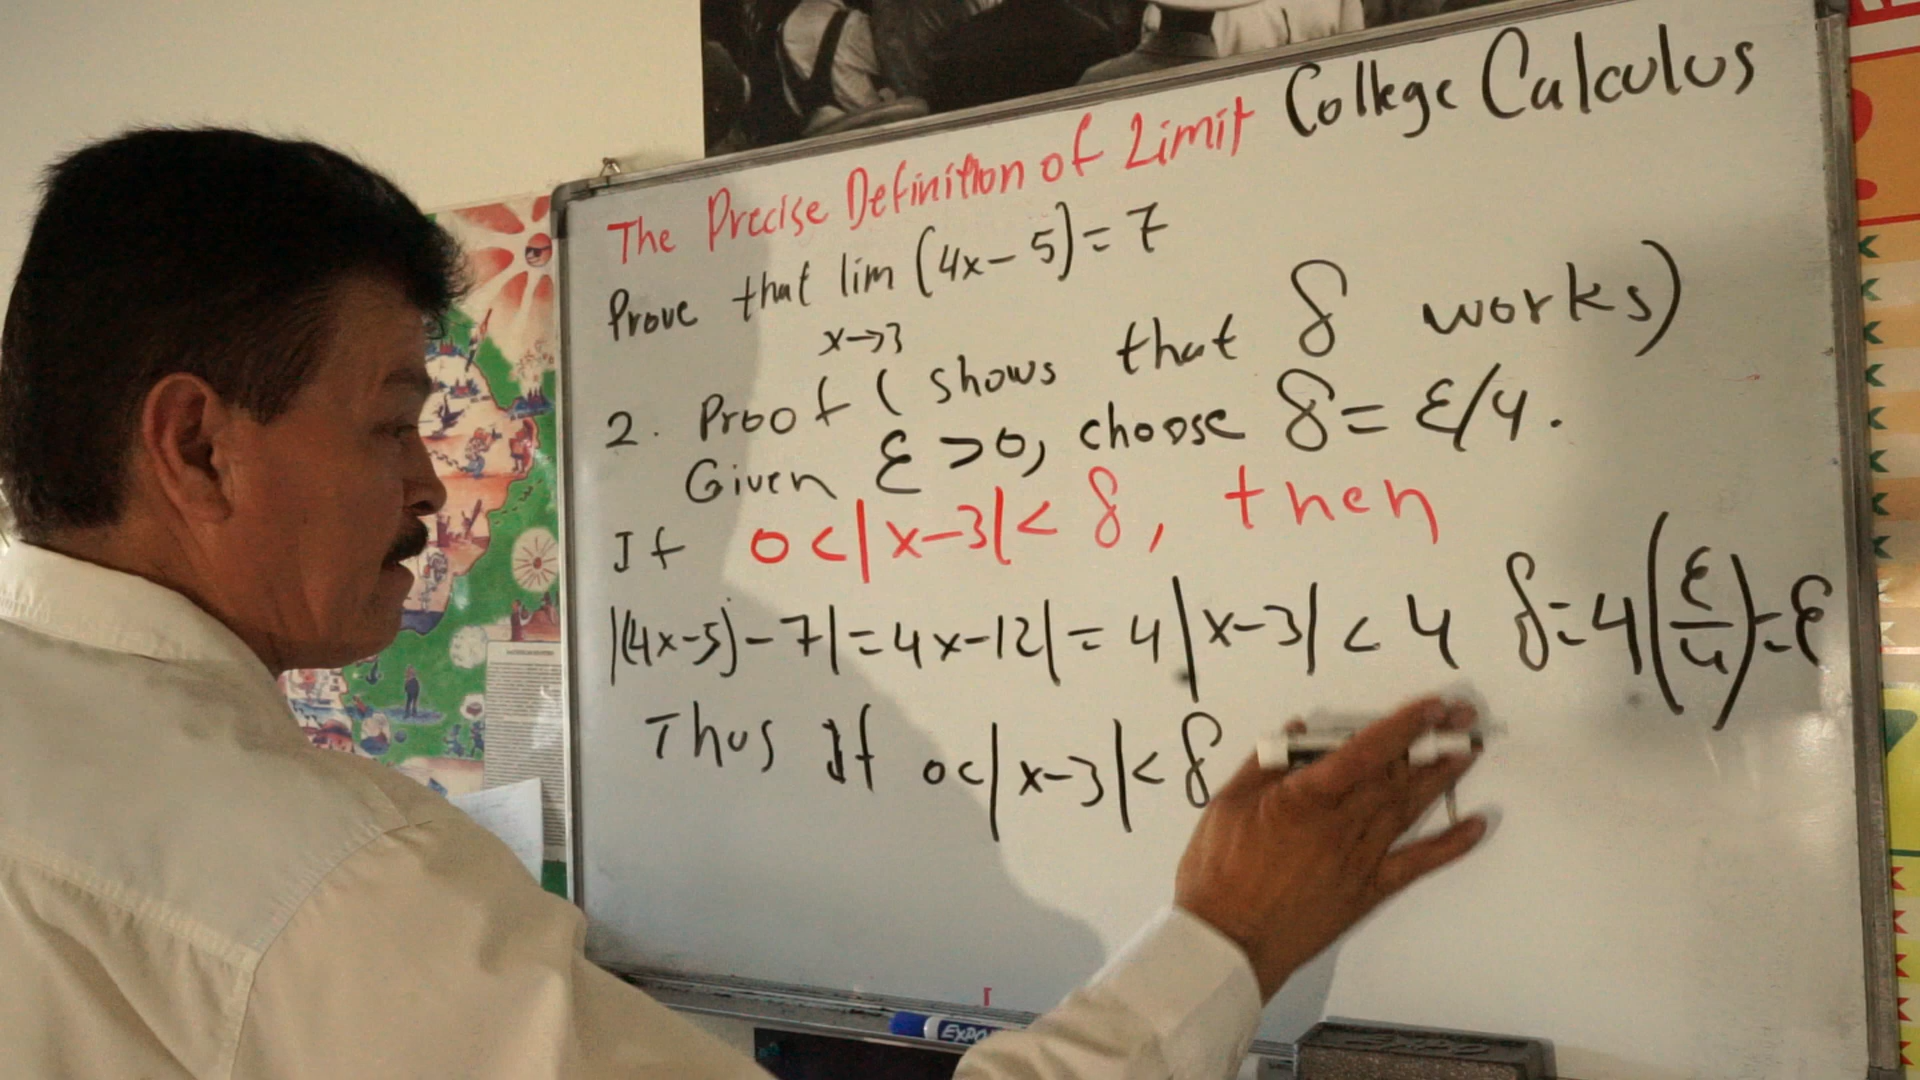 The Precise Definition of Limit College Calculus
Prove that lim (4x-5)=7
x→3
2. Proof ( shows that δ works)
Given ε>0, choose δ= ε/4.
If 0<|x-3|<δ, then
|(4x-5)-7|=4x-12|=4|x-3|<4 δ=4(ε/4)=ε
Thus If 0<|x-3|<δ
EXPO